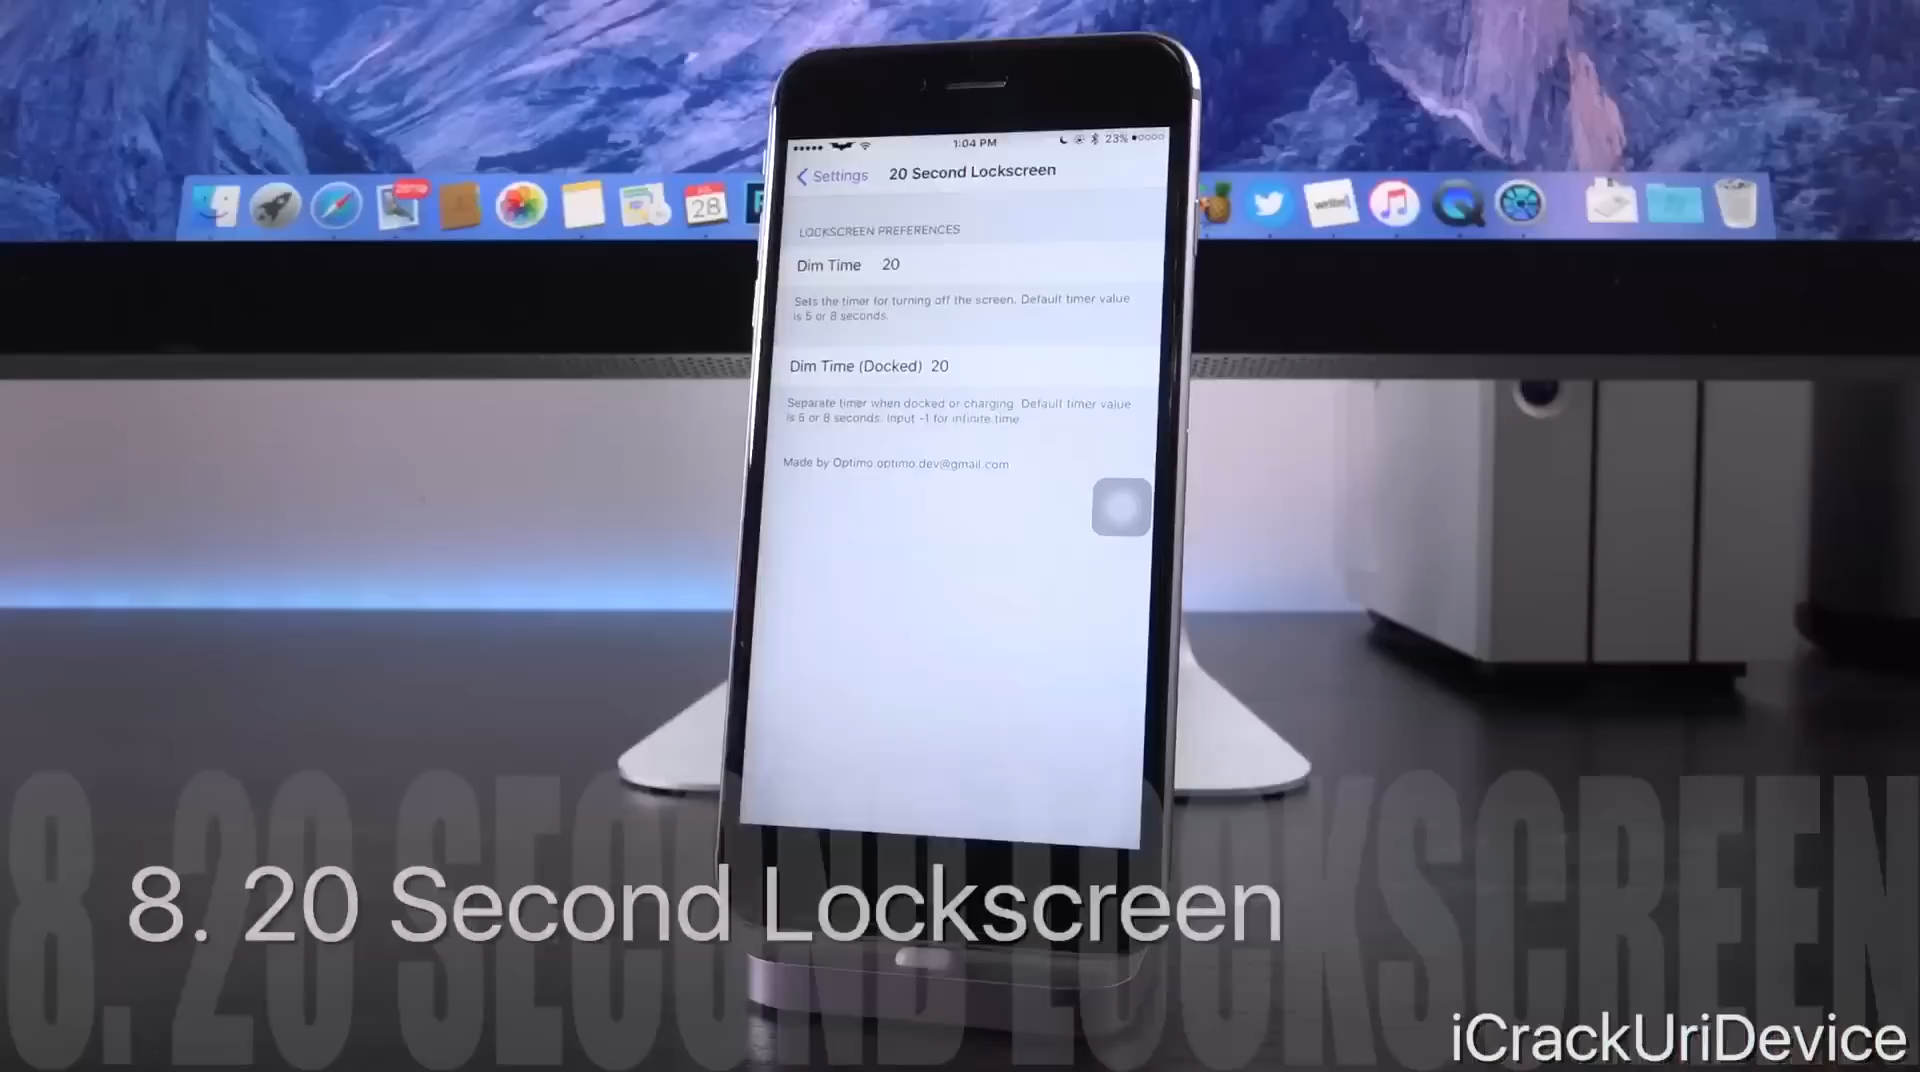 1:04 PM
23%
Settings
20 Second Lockscreen
LOCKSCREEN PREFERENCES
Dim Time 20
Sets the timer for turning off the screen. Default timer value
is 5 or 8 seconds.
Dim Time (Docked) 20
Separate timer when docked or charging. Default timer value
is 5 or 8 seconds. Input -1 for infinite time
Made by Optimo optimo.dev@gmail.com
28
8. 20 SECOND LOCKSCREEN
8. 20 Second Lockscreen
iCrackUriDevice